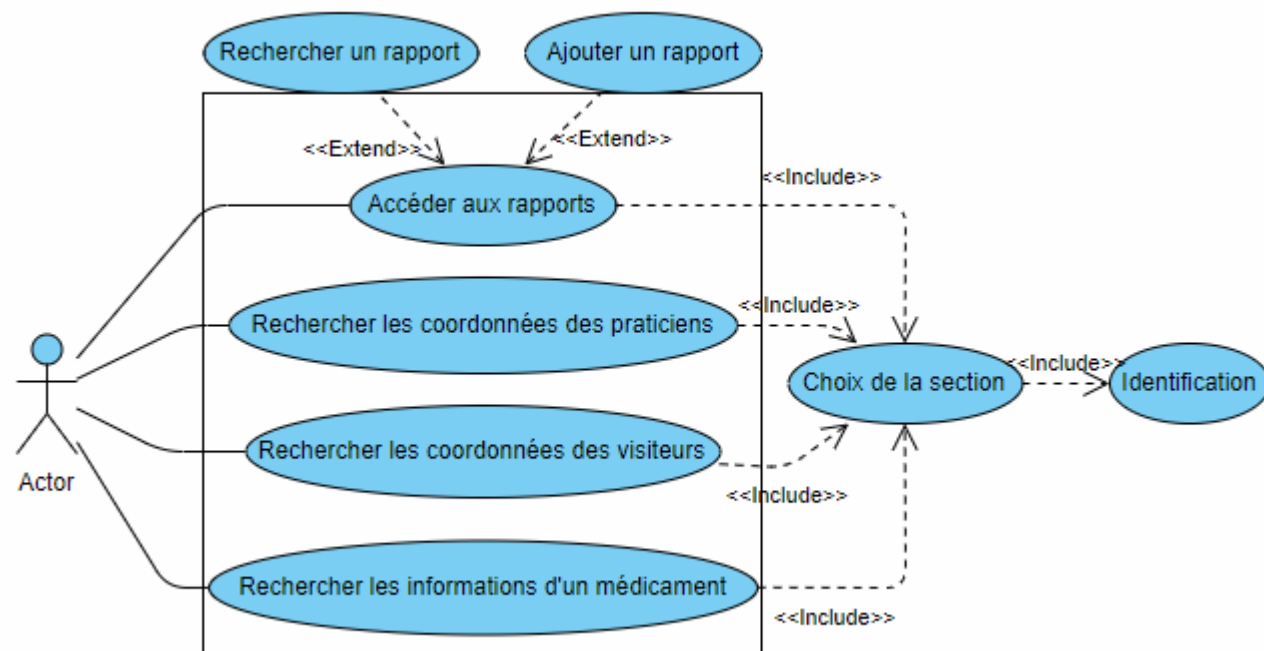 Rechercher un rapport
Ajouter un rapport
<<Extend>>
<<Extend>>
<<Include>>
Accéder aux rapports
<<Include>>
Rechercher les coordonnées des praticiens
<<Include>>
Choix de la section
Identification
Rechercher les coordonnées des visiteurs
Actor
<<Include>>
Rechercher les informations d'un médicament
<<Include>>